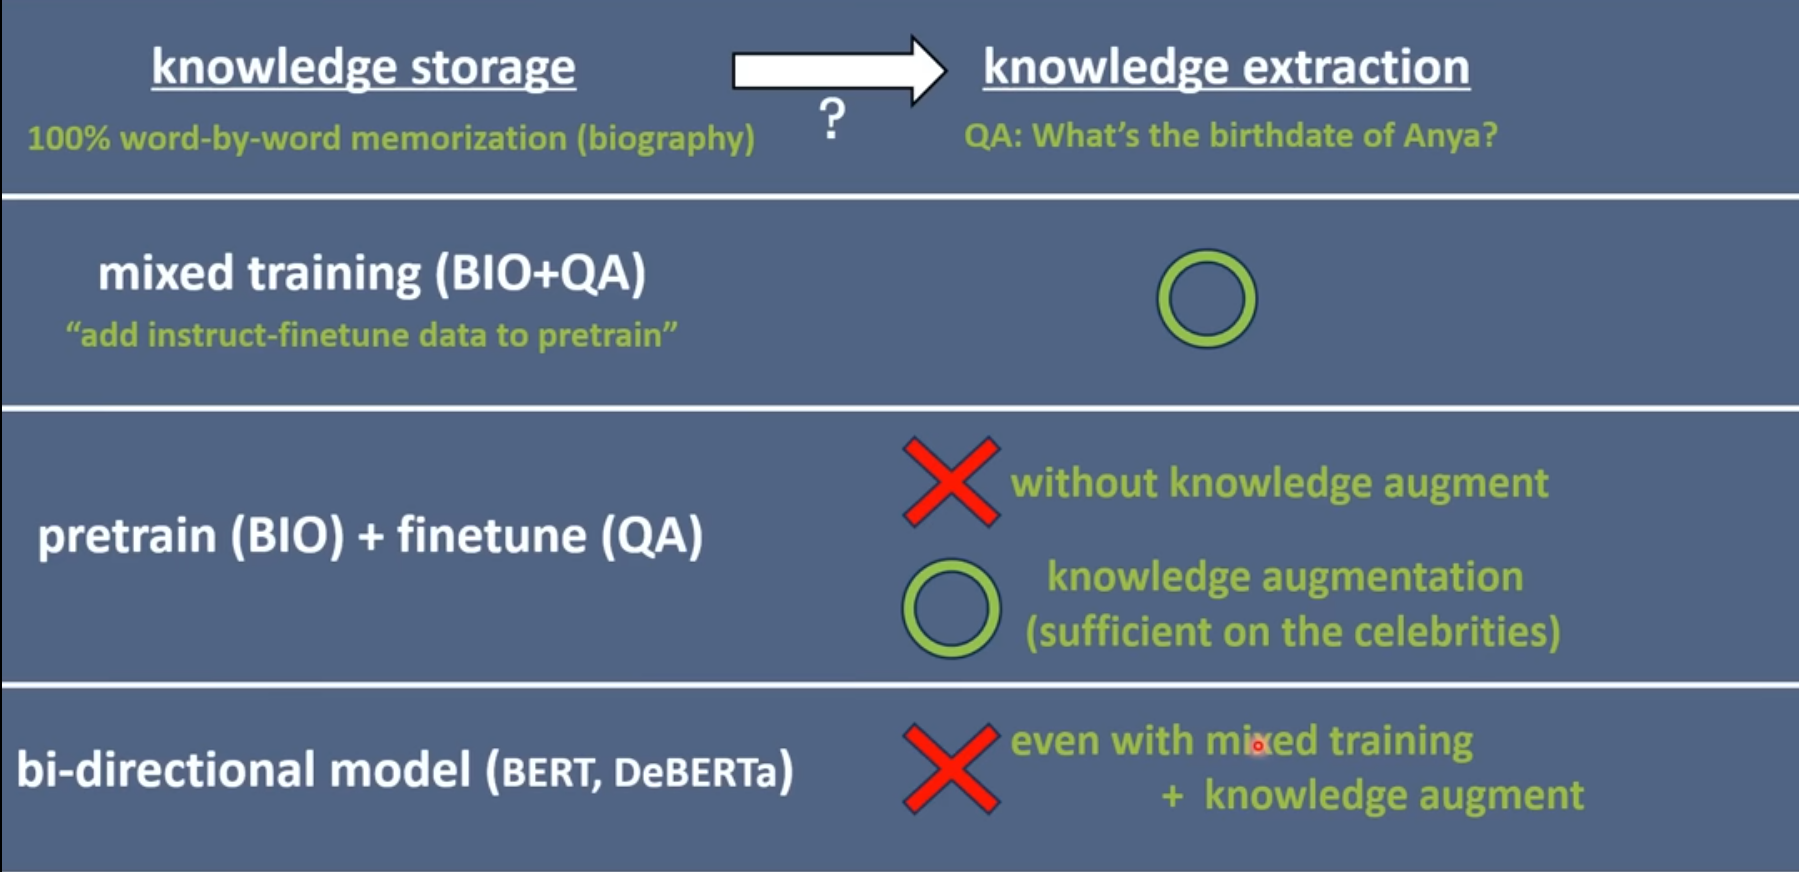 knowledge storage
knowledge extraction
100% word-by-word memorization (biography)
?
QA: What's the birthdate of Anya?
mixed training (BIO+QA)
“add instruct-finetune data to pretrain”
pretrain (BIO) + finetune (QA)
without knowledge augment
knowledge augmentation
(sufficient on the celebrities)
bi-directional model (BERT, DeBERTa)
even with mixed training
+ knowledge augment